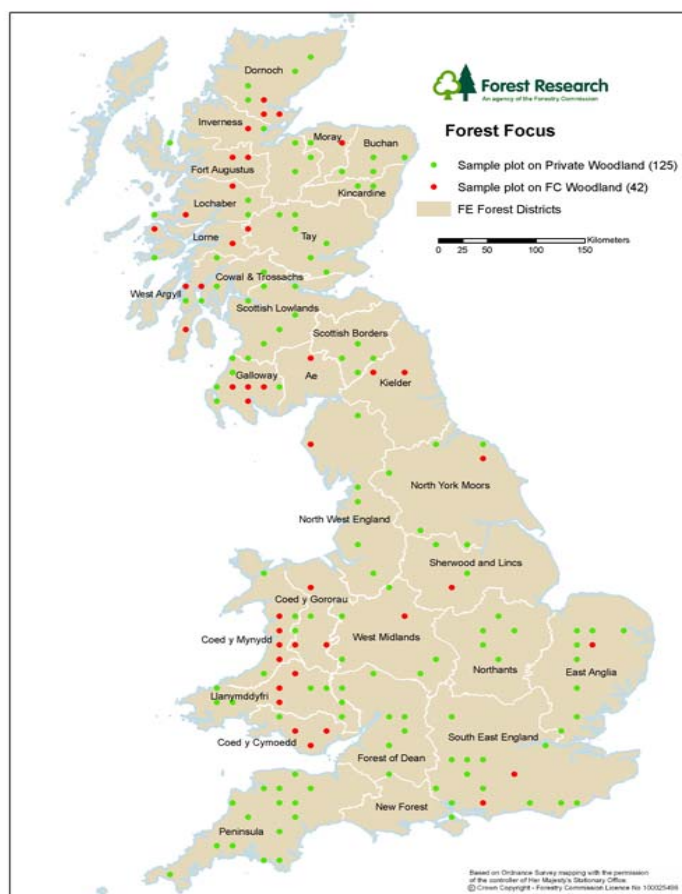 Forest Research
An agency of the Forestry Commission
Forest Focus
Sample plot on Private Woodland (125)
Sample plot on FC Woodland (42)
FE Forest Districts
0 25 50 100 150 Kilometers
Dornoch
Inverness
Moray
Buchan
Fort Augustus
Kincardine
Lochaber
Lorne
Tay
Cowal & Trossachs
West Argyll
Scottish Lowlands
Scottish Borders
Galloway
Ae
Kielder
North York Moors
North West England
Sherwood and Lincs
Coed y Gororau
Coed y Mynydd
West Midlands
Northants
East Anglia
Llanymddyfri
Coed y Cymoedd
South East England
Forest of Dean
New Forest
Peninsula
Based on Ordnance Survey mapping with the permission
of the controller of Her Majesty's Stationary Office.
© Crown Copyright - Forestry Commission Licence No